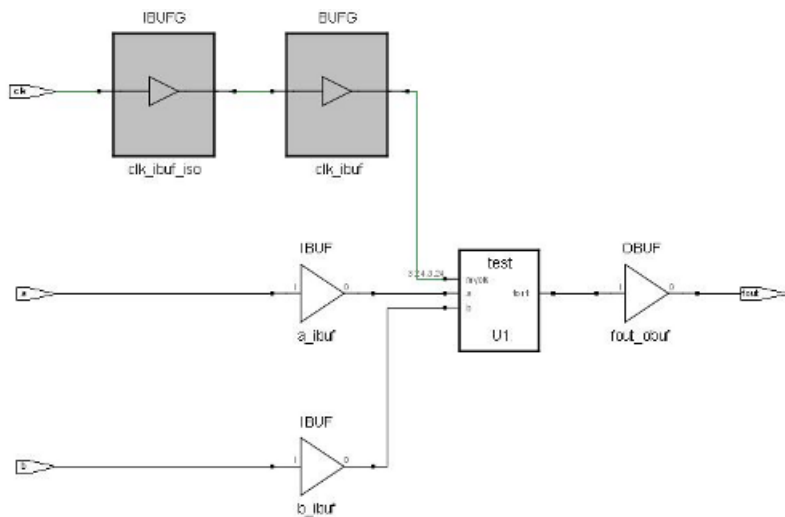 IBUFG
BUFG
clk
clk_ibuf_iso
clk_ibuf
IBUF
a
I
O
a_ibuf
test
a
b
U1
OBUF
I
O
fout
fout_obuf
IBUF
b
I
O
b_ibuf